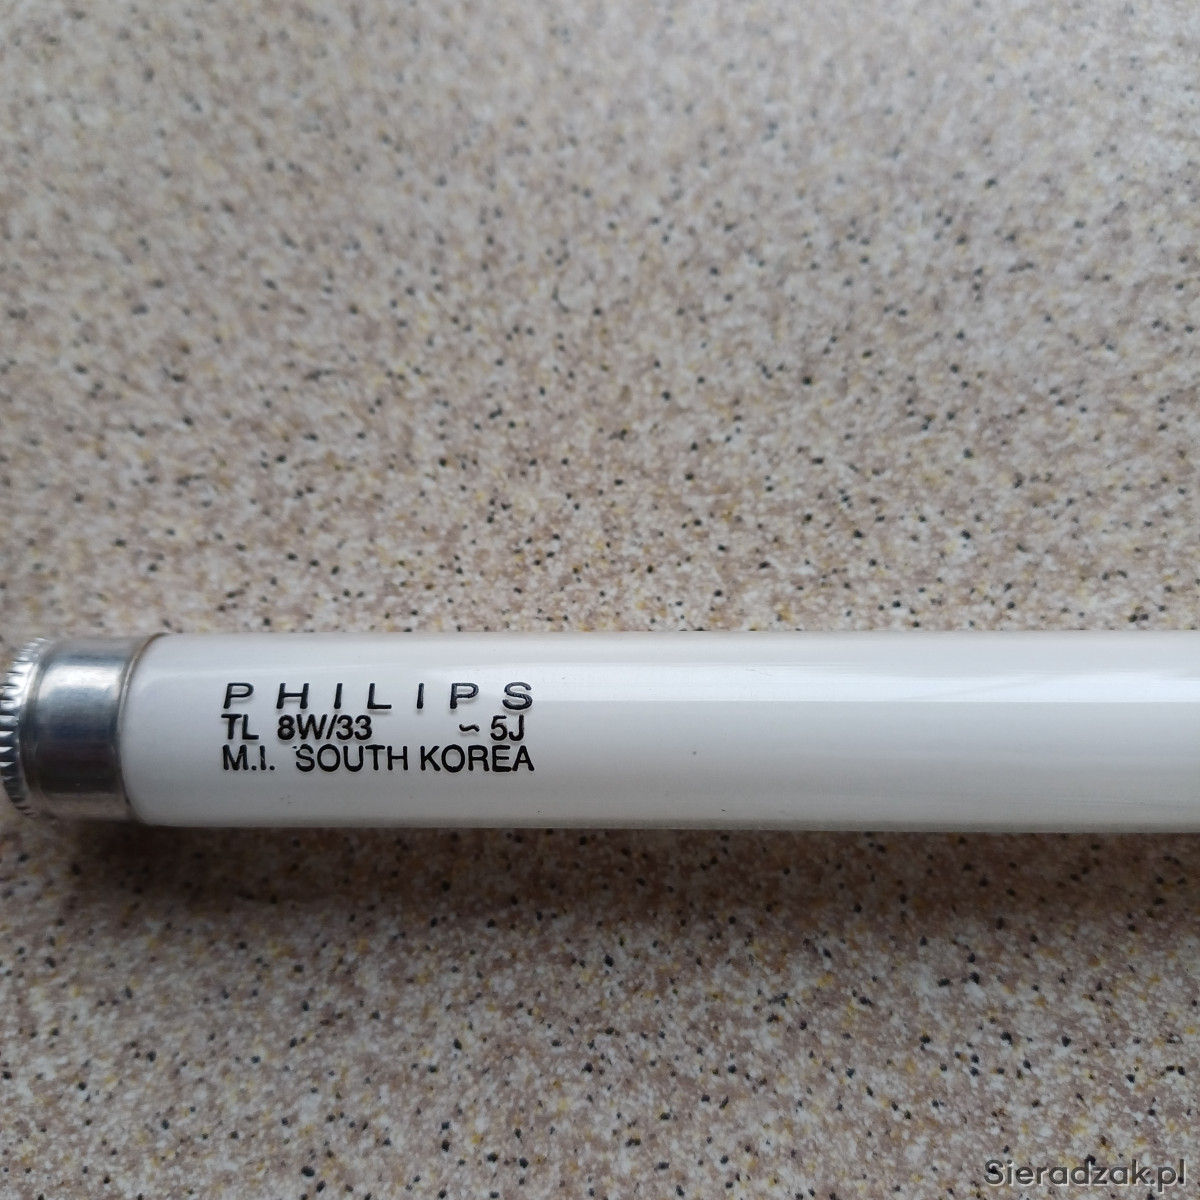 PHILIPS
TL 8W/33 ~ 5J
M.I. SOUTH KOREA
Sieradzak.pl